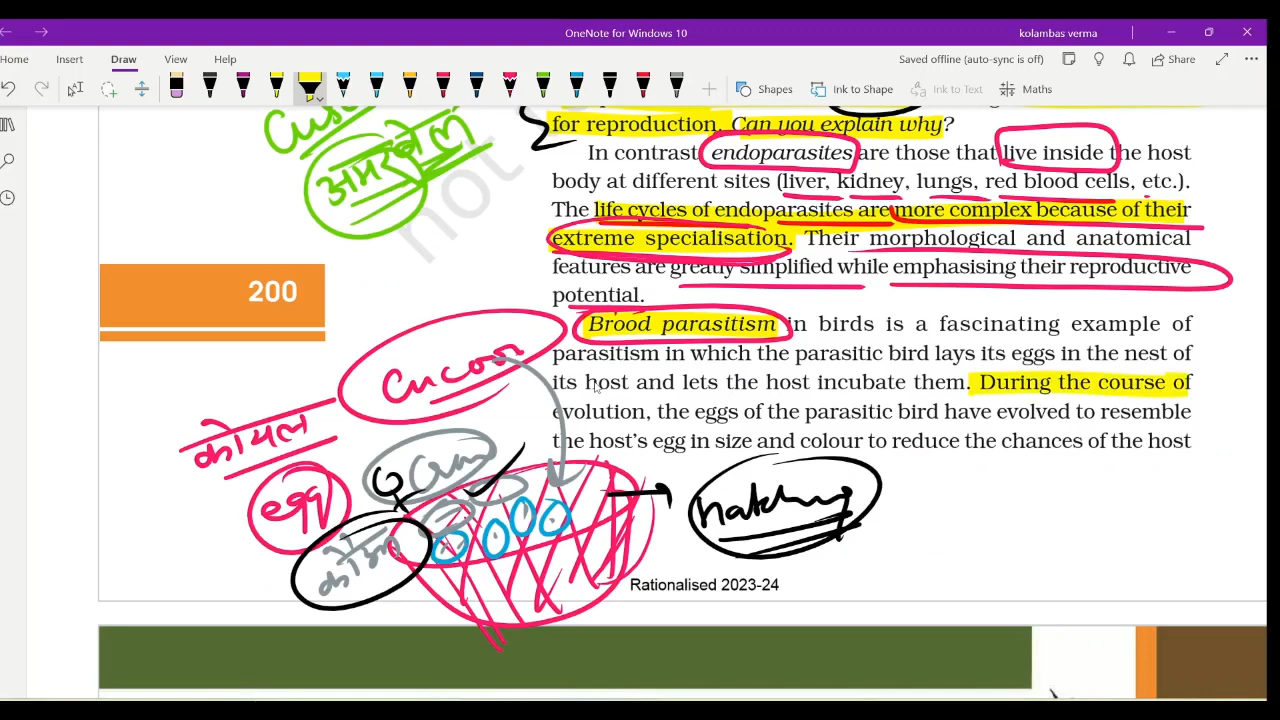 OneNote for Windows 10
kolambas verma
Home Insert Draw View Help
Saved offline (auto-sync is off)
Share
Shapes
Ink to Shape
Ink to Text
Maths
for reproduction. Can you explain why?
In contrast endoparasites are those that live inside the host
body at different sites (liver, kidney, lungs, red blood cells, etc.).
The life cycles of endoparasites are more complex because of their
extreme specialisation. Their morphological and anatomical
features are greatly simplified while emphasising their reproductive
potential.
Brood parasitism in birds is a fascinating example of
parasitism in which the parasitic bird lays its eggs in the nest of
its host and lets the host incubate them. During the course of
evolution, the eggs of the parasitic bird have evolved to resemble
the host's egg in size and colour to reduce the chances of the host
अमरबेल
not
200
कोयल
egg
hatching
Rationalised 2023-24